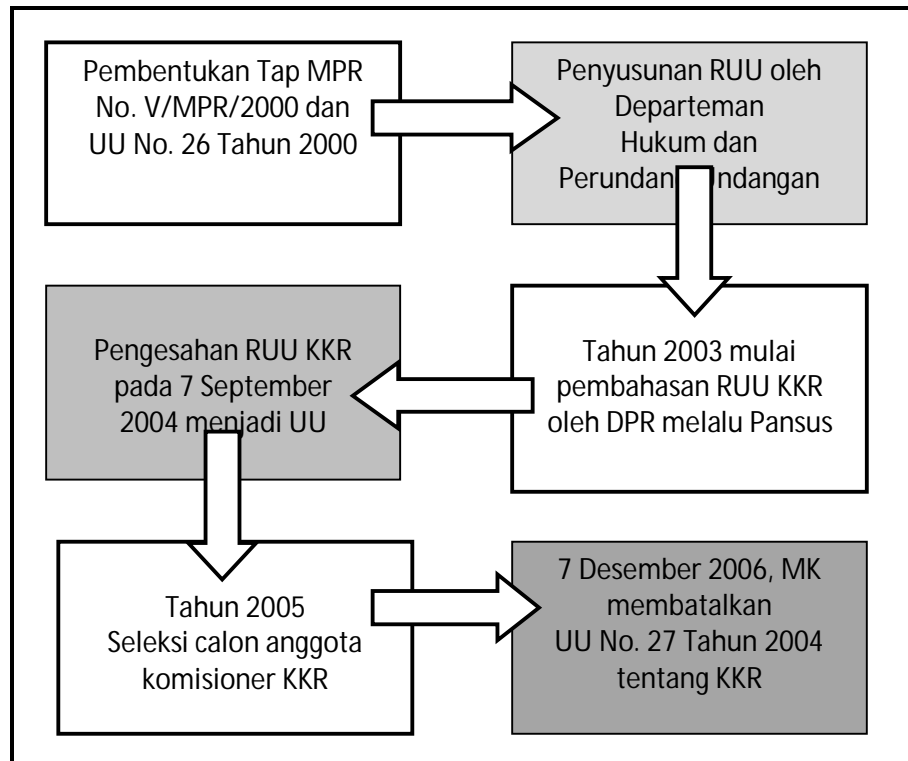 Pembentukan Tap MPR
No. V/MPR/2000 dan
UU No. 26 Tahun 2000
Penyusunan RUU oleh
Departeman
Hukum dan
Perundan Undangan
Tahun 2003 mulai
pembahasan RUU KKR
oleh DPR melalu Pansus
Pengesahan RUU KKR
pada 7 September
2004 menjadi UU
Tahun 2005
Seleksi calon anggota
komisioner KKR
7 Desember 2006, MK
membatalkan
UU No. 27 Tahun 2004
tentang KKR